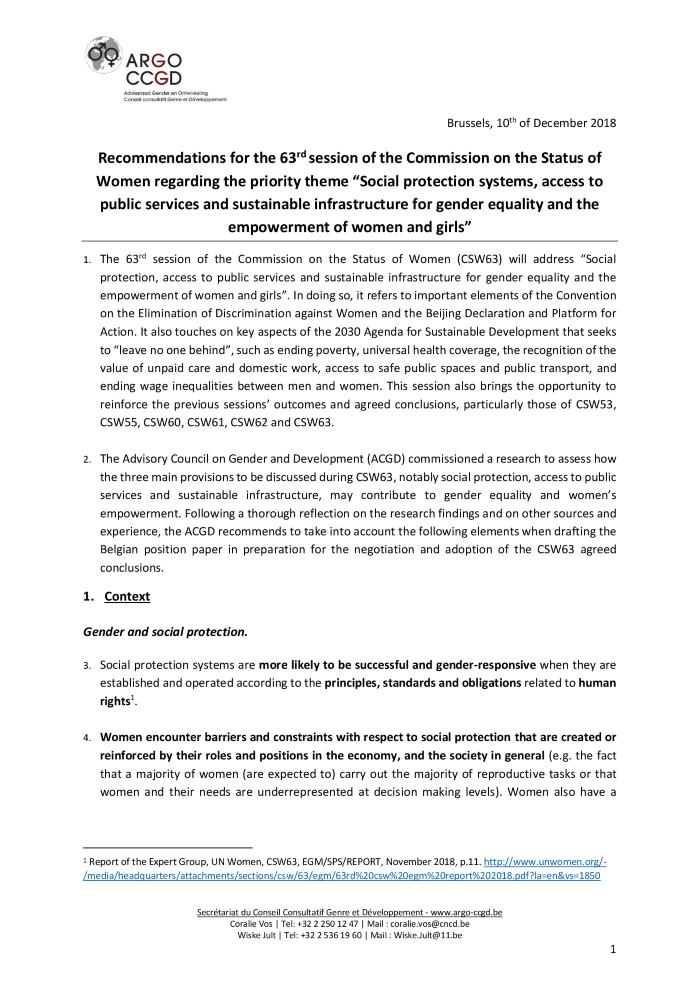 ARGO
CCGD
Adviesraad Gender en Ontwikkeling
Conseil consultatif Genre et Développement
Brussels, 10th of December 2018
Recommendations for the 63rd session of the Commission on the Status of
Women regarding the priority theme “Social protection systems, access to
public services and sustainable infrastructure for gender equality and the
empowerment of women and girls”
1. The 63rd session of the Commission on the Status of Women (CSW63) will address “Social
protection, access to public services and sustainable infrastructure for gender equality and the
empowerment of women and girls”. In doing so, it refers to important elements of the Convention
on the Elimination of Discrimination against Women and the Beijing Declaration and Platform for
Action. It also touches on key aspects of the 2030 Agenda for Sustainable Development that seeks
to “leave no one behind”, such as ending poverty, universal health coverage, the recognition of the
value of unpaid care and domestic work, access to safe public spaces and public transport, and
ending wage inequalities between men and women. This session also brings the opportunity to
reinforce the previous sessions’ outcomes and agreed conclusions, particularly those of CSW53,
CSW55, CSW60, CSW61, CSW62 and CSW63.
2. The Advisory Council on Gender and Development (ACGD) commissioned a research to assess how
the three main provisions to be discussed during CSW63, notably social protection, access to public
services and sustainable infrastructure, may contribute to gender equality and women’s
empowerment. Following a thorough reflection on the research findings and on other sources and
experience, the ACGD recommends to take into account the following elements when drafting the
Belgian position paper in preparation for the negotiation and adoption of the CSW63 agreed
conclusions.
1. Context
Gender and social protection.
3. Social protection systems are more likely to be successful and gender-responsive when they are
established and operated according to the principles, standards and obligations related to human
rights1.
4. Women encounter barriers and constraints with respect to social protection that are created or
reinforced by their roles and positions in the economy, and the society in general (e.g. the fact
that a majority of women (are expected to) carry out the majority of reproductive tasks or that
women and their needs are underrepresented at decision making levels). Women also have a
1 Report of the Expert Group, UN Women, CSW63, EGM/SPS/REPORT, November 2018, p.11. http://www.unwomen.org/-
/media/headquarters/attachments/sections/csw/63/egm/63rd%20csw%20egm%20report%202018.pdf?la=en&vs=1850
Secrétariat du Conseil Consultatif Genre et Développement - www.argo-ccgd.be
Coralie Vos | Tel: +32 2 250 12 47 | Mail : coralie.vos@cncd.be
Wiske Jult | Tel: +32 2 536 19 60 | Mail : Wiske.Jult@11.be
1